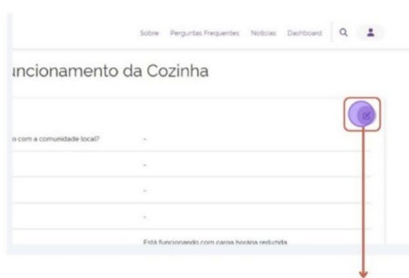 Sobre Perguntas Frequentes Notícias Dashboard
uncionamento da Cozinha
o com a comunidade local? -
-
-
-
Está funcionando com carga horária reduzida